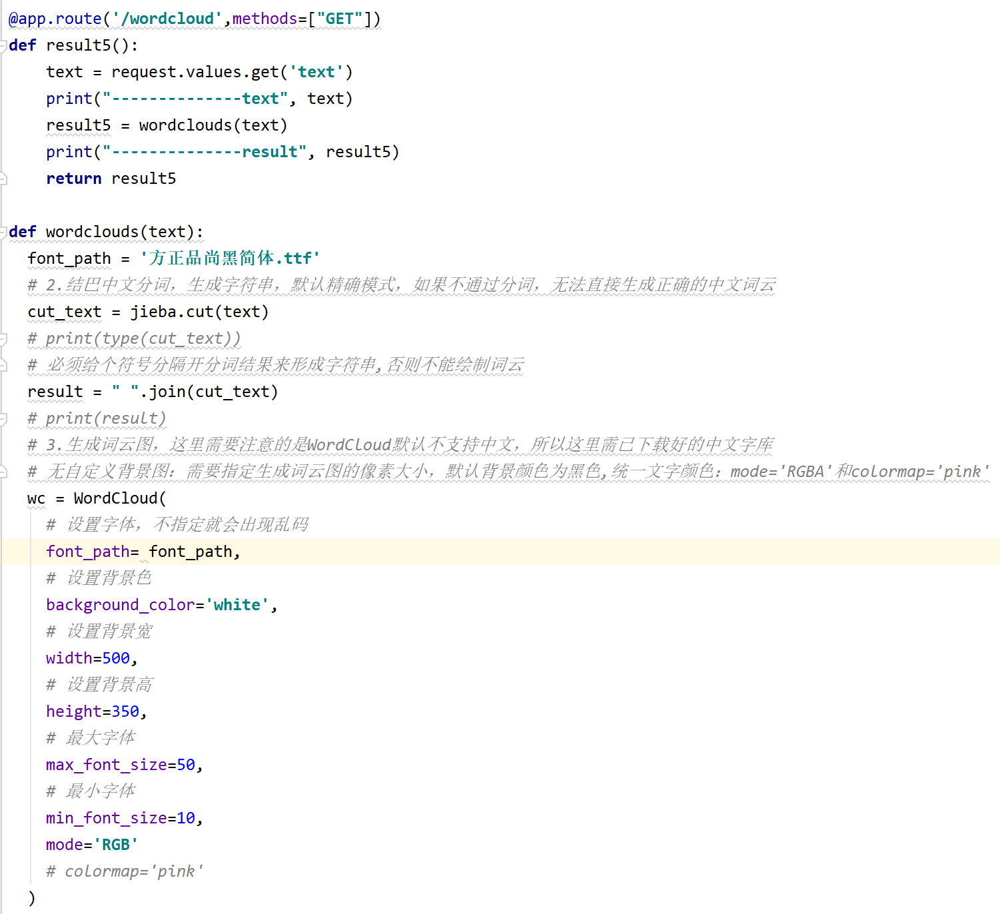 @app.route('/wordcloud',methods=["GET"])
def result5():
    text = request.values.get('text')
    print("--------------text", text)
    result5 = wordclouds(text)
    print("--------------result", result5)
    return result5

def wordclouds(text):
  font_path = '方正品尚黑简体.ttf'
  # 2.结巴中文分词，生成字符串，默认精确模式，如果不通过分词，无法直接生成正确的中文词云
  cut_text = jieba.cut(text)
  # print(type(cut_text))
  # 必须给个符号分隔开分词结果来形成字符串,否则不能绘制词云
  result = " ".join(cut_text)
  # print(result)
  # 3.生成词云图，这里需要注意的是WordCloud默认不支持中文，所以这里需已下载好的中文字库
  # 无自定义背景图：需要指定生成词云图的像素大小，默认背景颜色为黑色,统一文字颜色：mode='RGBA'和colormap='pink'
  wc = WordCloud(
    # 设置字体，不指定就会出现乱码
    font_path= font_path,
    # 设置背景色
    background_color='white',
    # 设置背景宽
    width=500,
    # 设置背景高
    height=350,
    # 最大字体
    max_font_size=50,
    # 最小字体
    min_font_size=10,
    mode='RGB'
    # colormap='pink'
  )